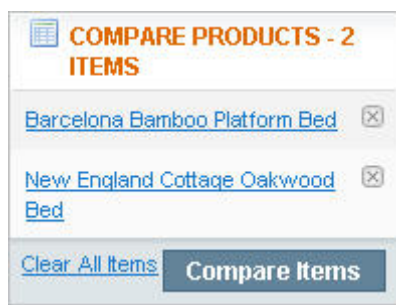 COMPARE PRODUCTS - 2
ITEMS
Barcelona Bamboo Platform Bed
New England Cottage Oakwood
Bed
Clear All Items Compare Items